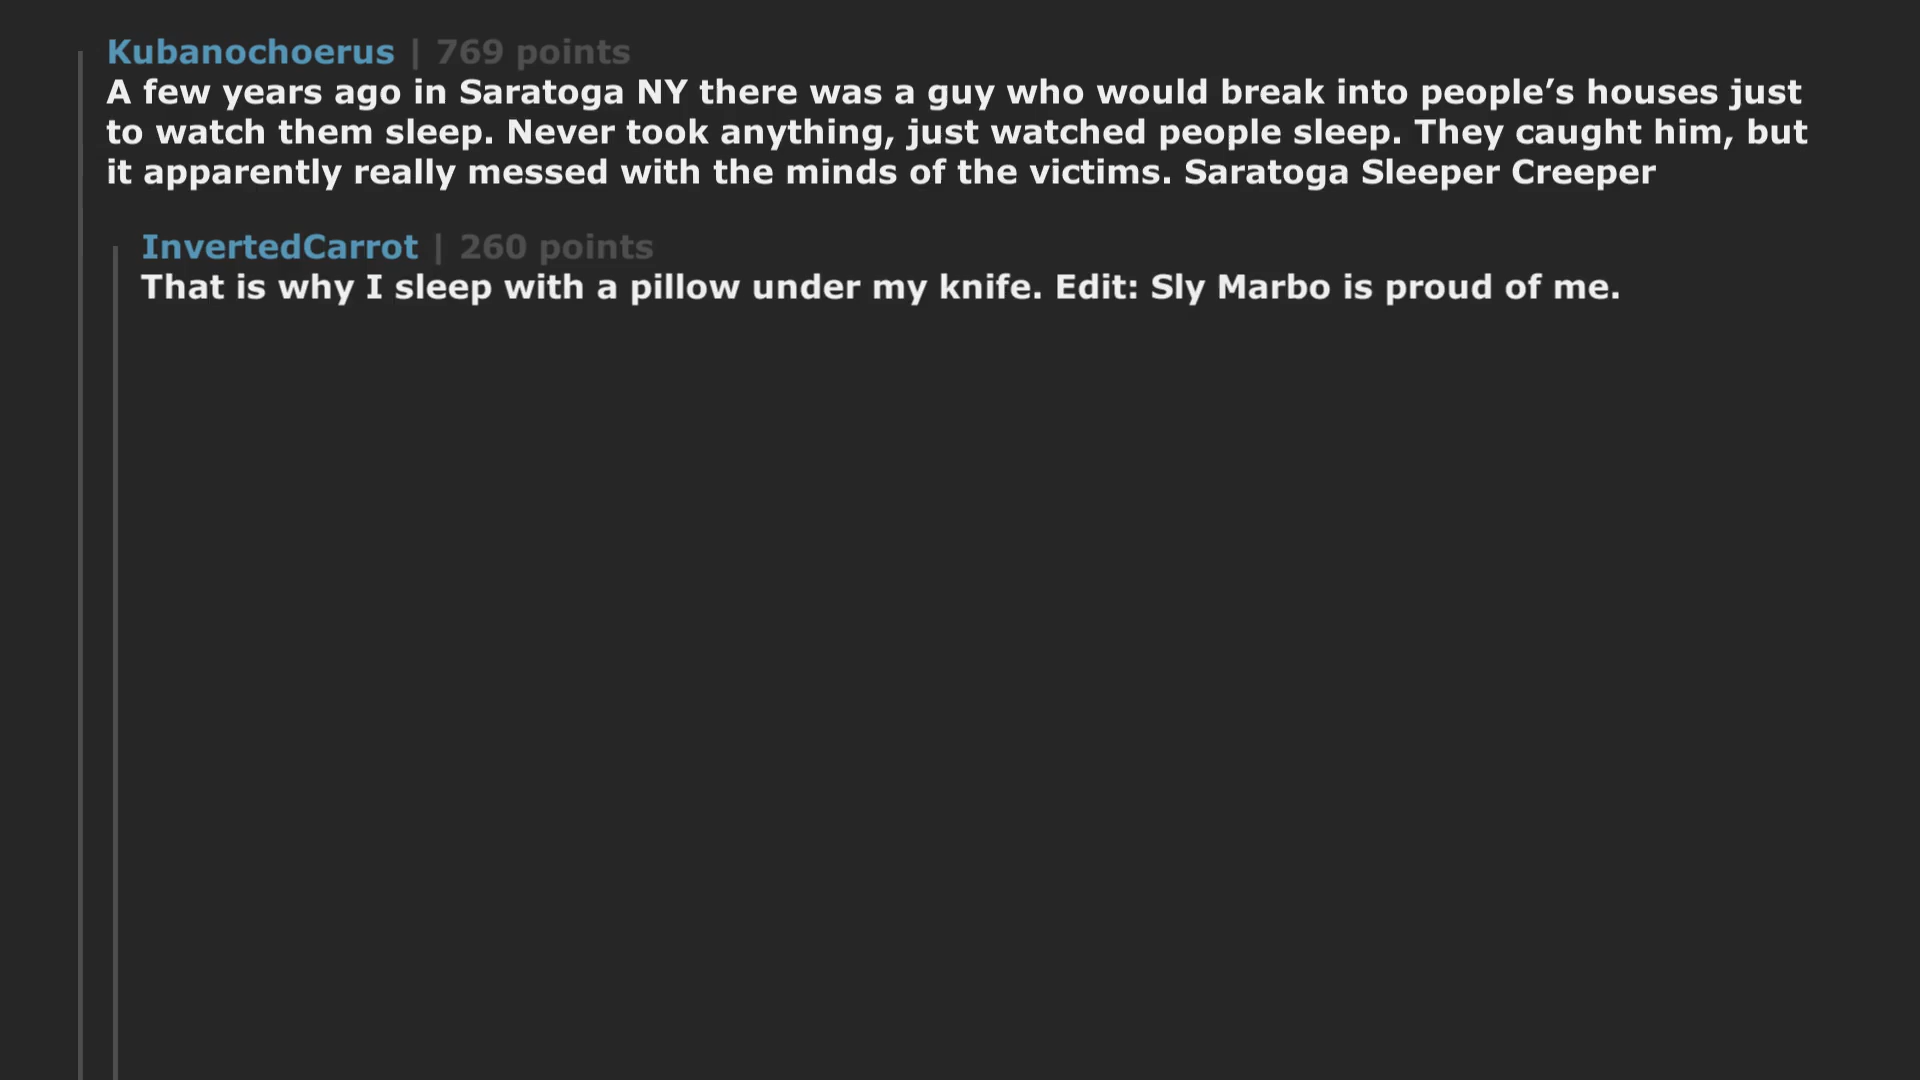 Kubanochoerus | 769 points
A few years ago in Saratoga NY there was a guy who would break into people’s houses just
to watch them sleep. Never took anything, just watched people sleep. They caught him, but
it apparently really messed with the minds of the victims. Saratoga Sleeper Creeper
InvertedCarrot | 260 points
That is why I sleep with a pillow under my knife. Edit: Sly Marbo is proud of me.